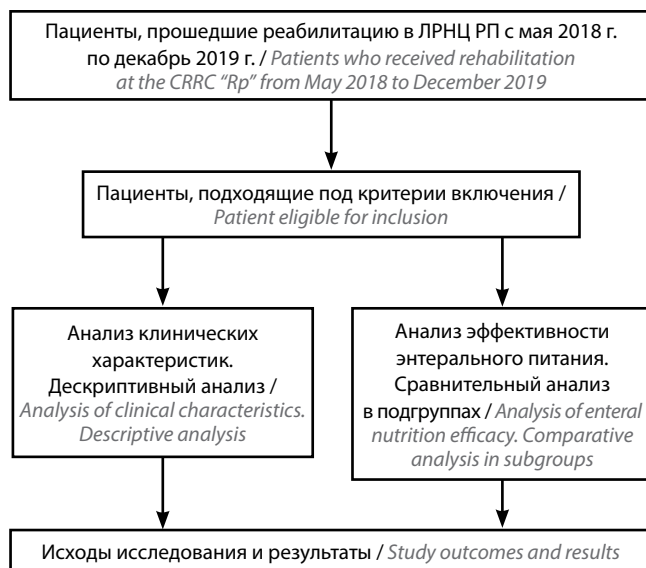 Пациенты, прошедшие реабилитацию в ЛРНЦ РП с мая 2018 г.
по декабрь 2019 г. / Patients who received rehabilitation
at the CRRC “Rp” from May 2018 to December 2019
Пациенты, подходящие под критерии включения /
Patient eligible for inclusion
Анализ клинических
характеристик.
Дескриптивный анализ /
Analysis of clinical characteristics.
Descriptive analysis
Анализ эффективности
энтерального питания.
Сравнительный анализ
в подгруппах / Analysis of enteral
nutrition efficacy. Comparative
analysis in subgroups
Исходы исследования и результаты / Study outcomes and results